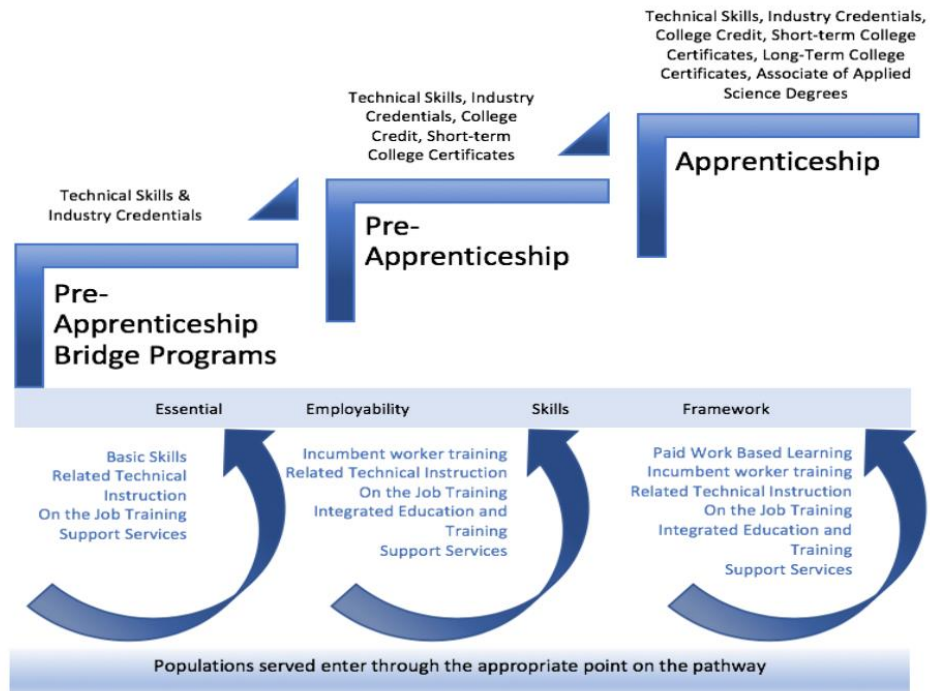 Technical Skills, Industry Credentials,
College Credit, Short-term College
Certificates, Long-Term College
Certificates, Associate of Applied
Science Degrees
Apprenticeship
Technical Skills, Industry
Credentials, College
Credit, Short-term
College Certificates
Pre-
Apprenticeship
Technical Skills &
Industry Credentials
Pre-
Apprenticeship
Bridge Programs
Essential Employability Skills Framework
Basic Skills
Related Technical
Instruction
On the Job Training
Support Services
Incumbent worker training
Related Technical Instruction
On the Job Training
Integrated Education and
Training
Support Services
Paid Work Based Learning
Incumbent worker training
Related Technical Instruction
On the Job Training
Integrated Education and
Training
Support Services
Populations served enter through the appropriate point on the pathway